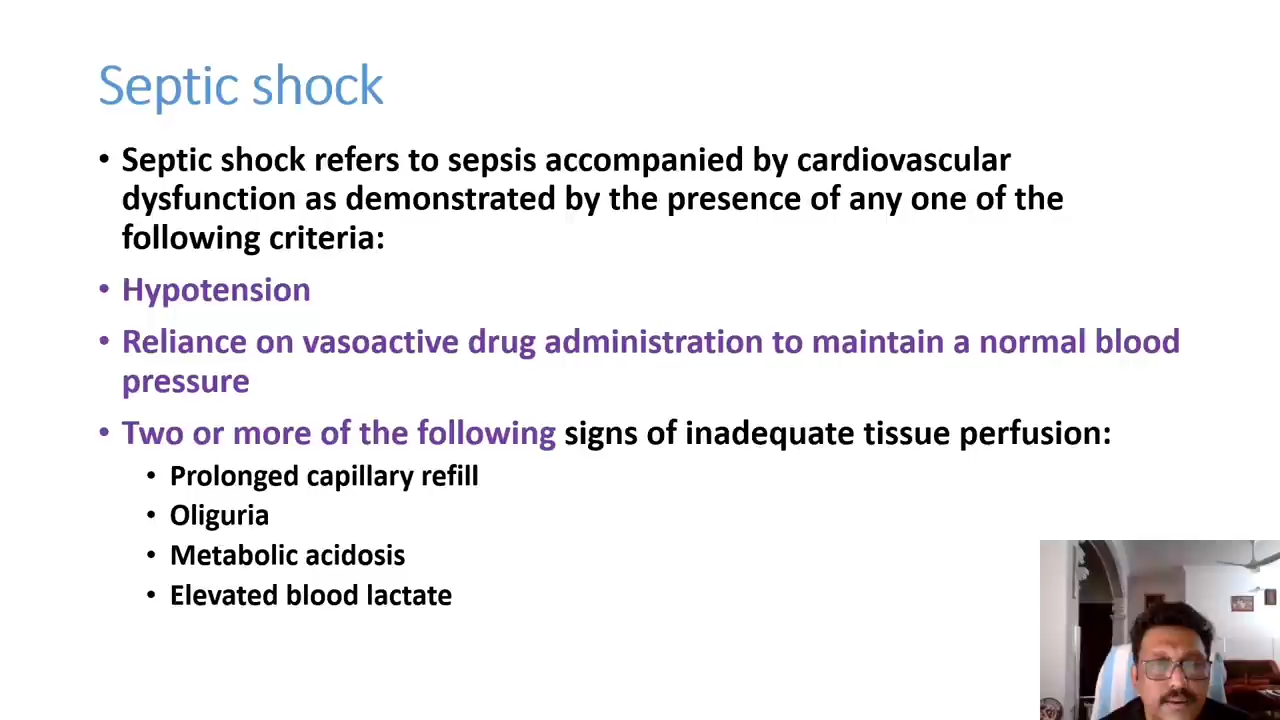 Septic shock
• Septic shock refers to sepsis accompanied by cardiovascular
dysfunction as demonstrated by the presence of any one of the
following criteria:
• Hypotension
• Reliance on vasoactive drug administration to maintain a normal blood
pressure
• Two or more of the following signs of inadequate tissue perfusion:
• Prolonged capillary refill
• Oliguria
• Metabolic acidosis
• Elevated blood lactate